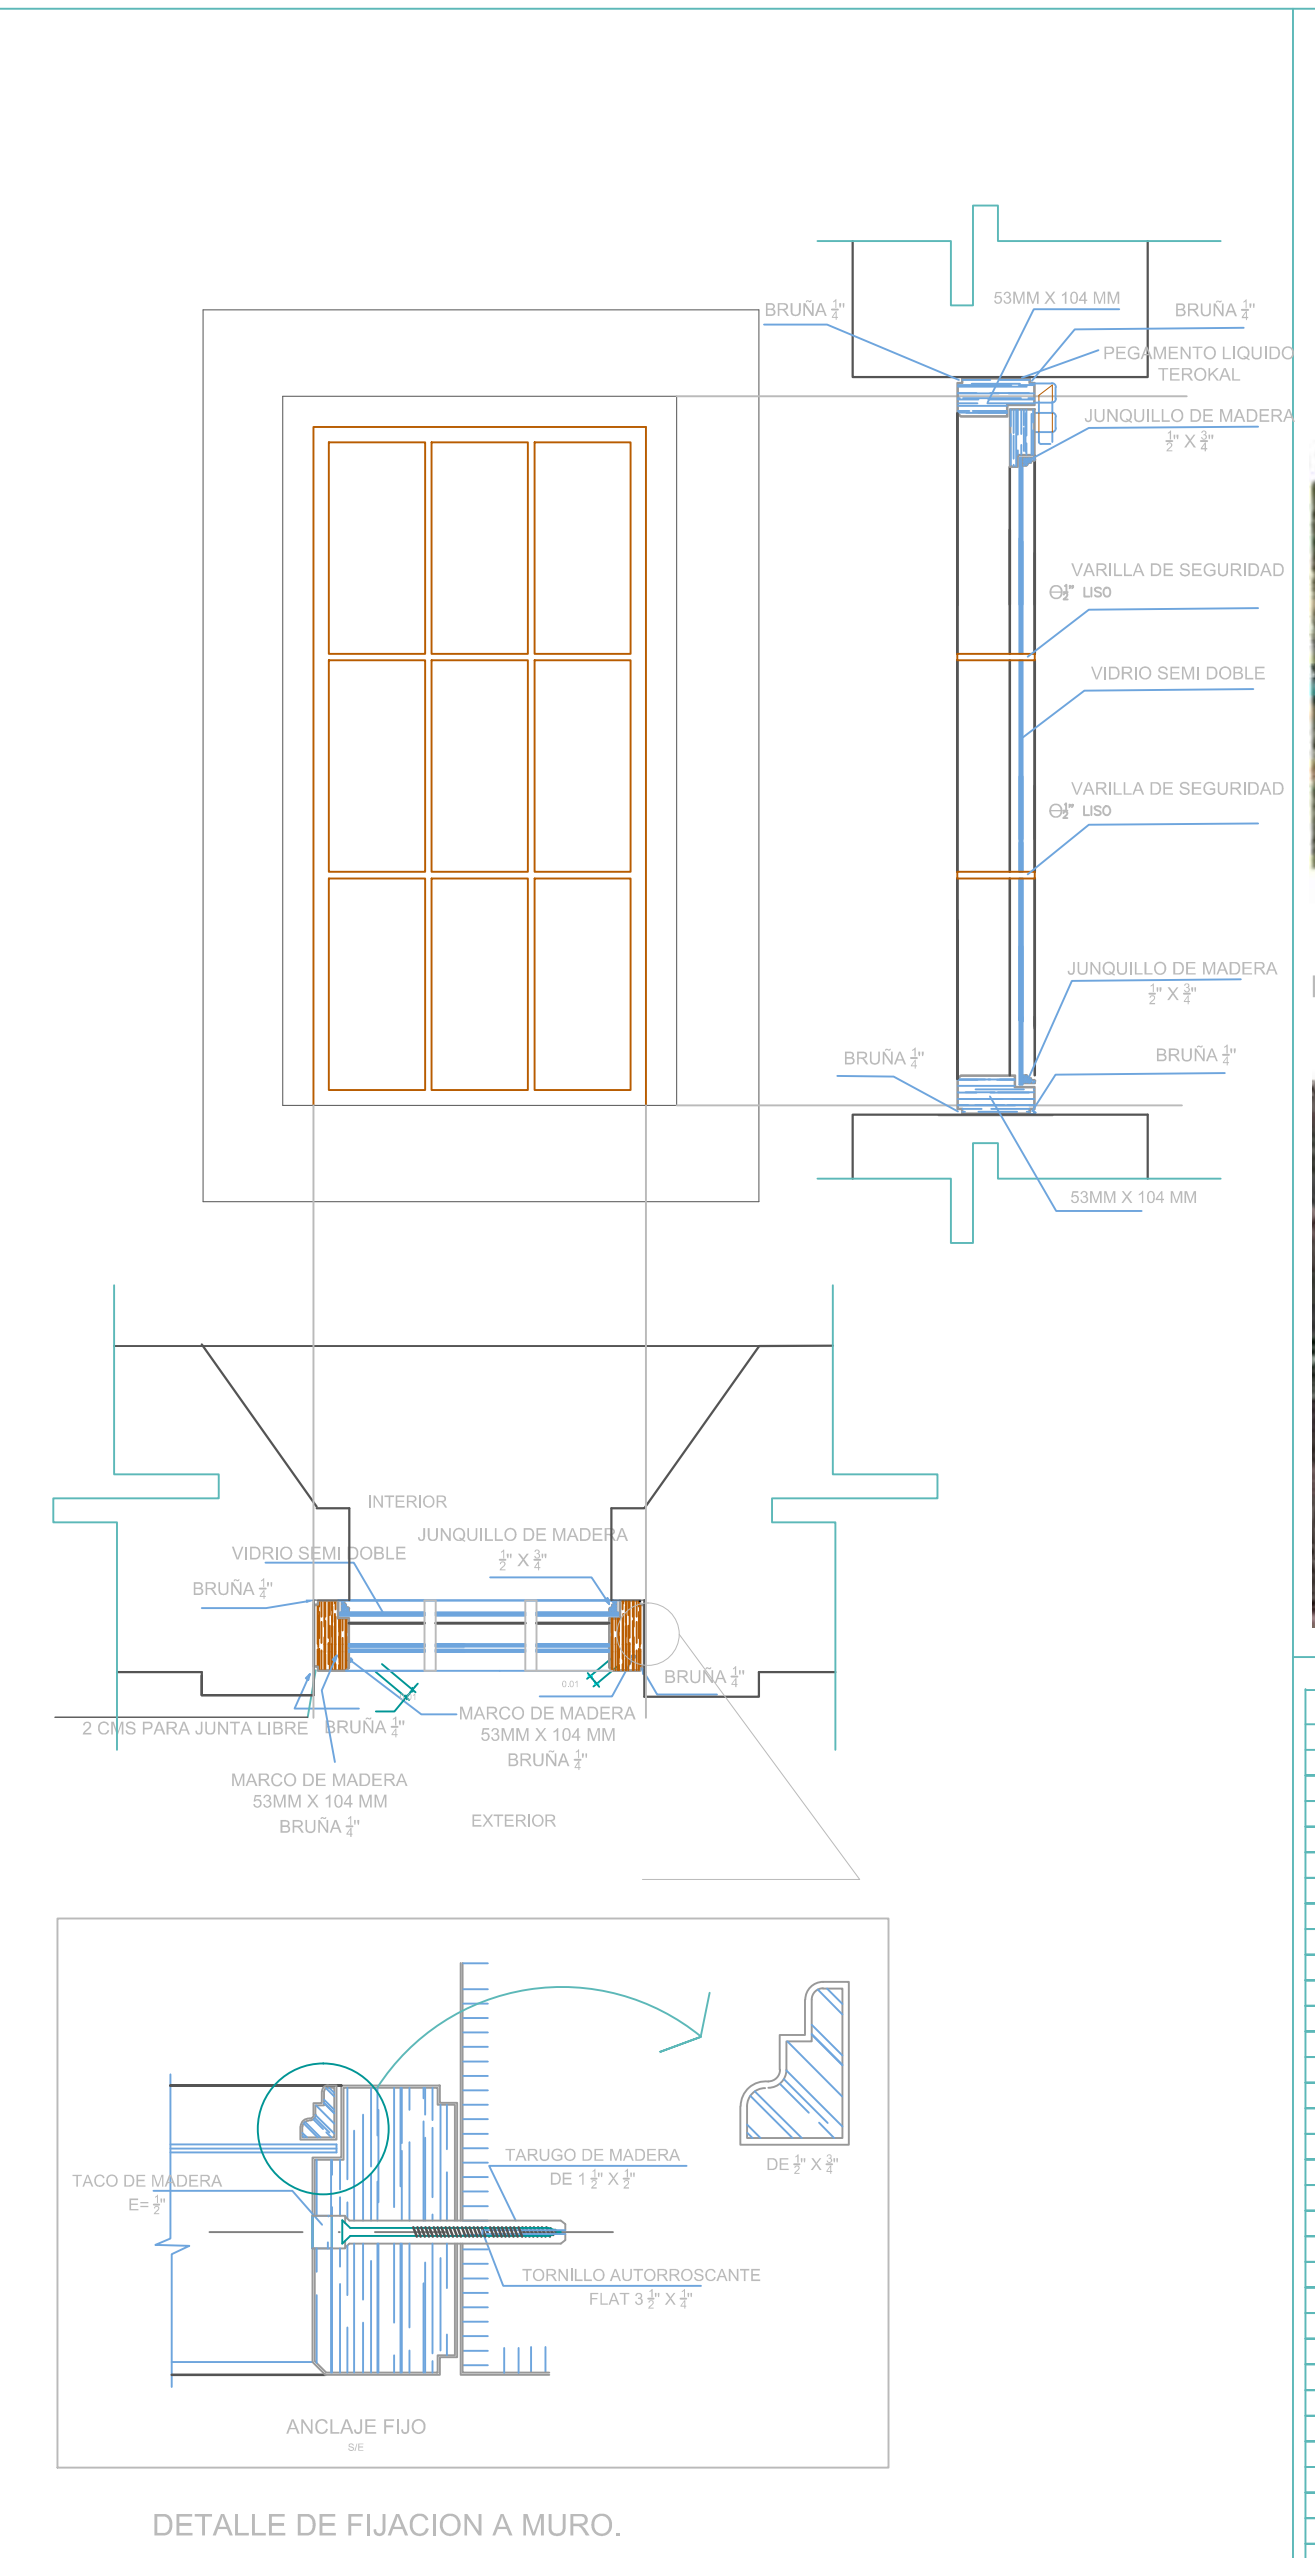 53MM X 104 MM
BRUÑA 1/4"
BRUÑA 1/4"
PEGAMENTO LIQUIDO
TEROKAL
JUNQUILLO DE MADERA
1/2" X 3/4"
VARILLA DE SEGURIDAD
Θ1/2" LISO
VIDRIO SEMI DOBLE
VARILLA DE SEGURIDAD
Θ1/2" LISO
JUNQUILLO DE MADERA
1/2" X 3/4"
BRUÑA 1/4"
BRUÑA 1/4"
53MM X 104 MM
INTERIOR
JUNQUILLO DE MADERA
1/2" X 3/4"
VIDRIO SEMI DOBLE
BRUÑA 1/4"
BRUÑA 1/4"
0.01
2 CMS PARA JUNTA LIBRE
BRUÑA 1/4"
MARCO DE MADERA
53MM X 104 MM
BRUÑA 1/4"
MARCO DE MADERA
53MM X 104 MM
BRUÑA 1/4"
EXTERIOR
TARUGO DE MADERA
DE 1 1/2" X 1/2"
DE 1/2" X 3/4"
TACO DE MADERA
E= 1/2"
TORNILLO AUTORROSCANTE
FLAT 3 1/2" X 1/4"
ANCLAJE FIJO
S/E
DETALLE DE FIJACION A MURO.